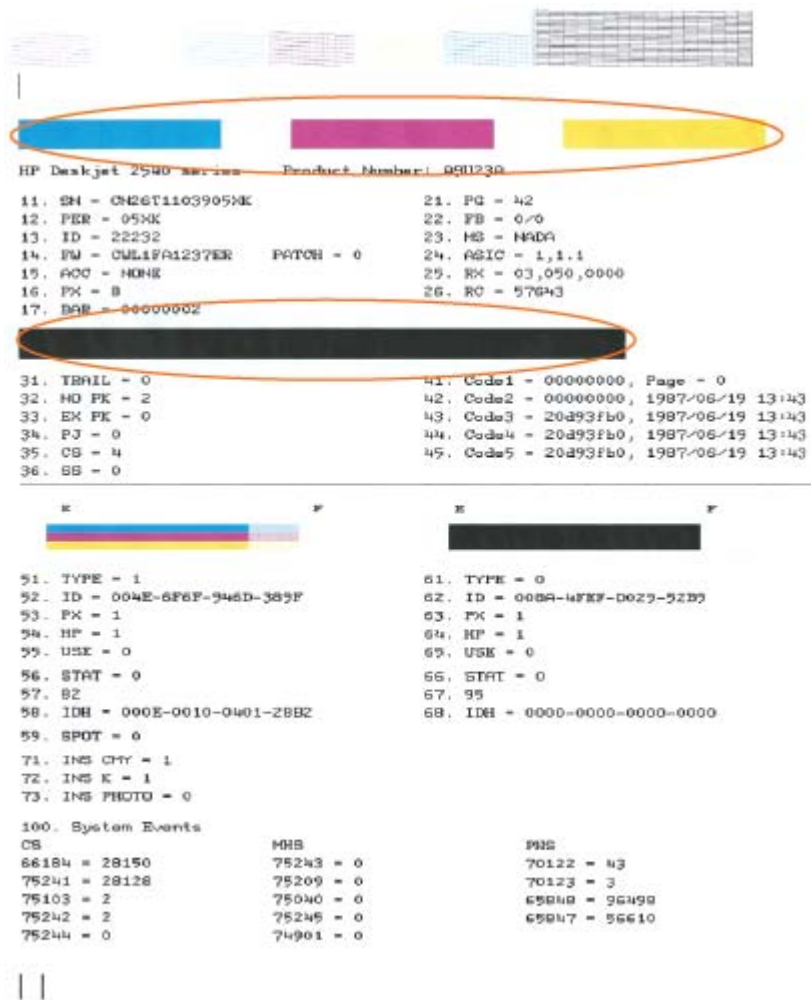 HP Deskjet 2540 series Product Number: A9U23A
11. SN = CN26T1103905XK
21. PG = 42
12. PER = 05XK
22. FB = 0/0
13. ID = 22232
23. MS = NADA
14. FW = CWL1FA1237ER PATCH = 0
24. ASIC = 1,1.1
15. ACC = NONE
25. RX = 03,050,0000
16. PX = 8
26. RC = 57643
17. BAR = 00000002
31. TRAIL = 0
41. Code1 = 00000000, Page = 0
32. NO PK = 2
42. Code2 = 00000000, 1987/06/19 13:43
33. EX PK = 0
43. Code3 = 20d93fb0, 1987/06/19 13:43
34. PJ = 0
44. Code4 = 20d93fb0, 1987/06/19 13:43
35. CS = 4
45. Code5 = 20d93fb0, 1987/06/19 13:43
36. SS = 0
E F E F
51. TYPE = 1
61. TYPE = 0
52. ID = 004E-6F6F-946D-389F
62. ID = 008A-4FEF-D029-52B9
53. PX = 1
63. PX = 1
54. HP = 1
64. HP = 1
55. USE = 0
65. USE = 0
56. STAT = 0
66. STAT = 0
57. 82
67. 95
58. IDH = 000E-0010-0401-28B2
68. IDH = 0000-0000-0000-0000
59. SPOT = 0
71. INS CMY = 1
72. INS K = 1
73. INS PHOTO = 0
100. System Events
CS MHS PHS
66184 = 28150 75243 = 0 70122 = 43
75241 = 28128 75209 = 0 70123 = 3
75103 = 2 75040 = 0 65848 = 96498
75242 = 2 75245 = 0 65847 = 56610
75244 = 0 74901 = 0